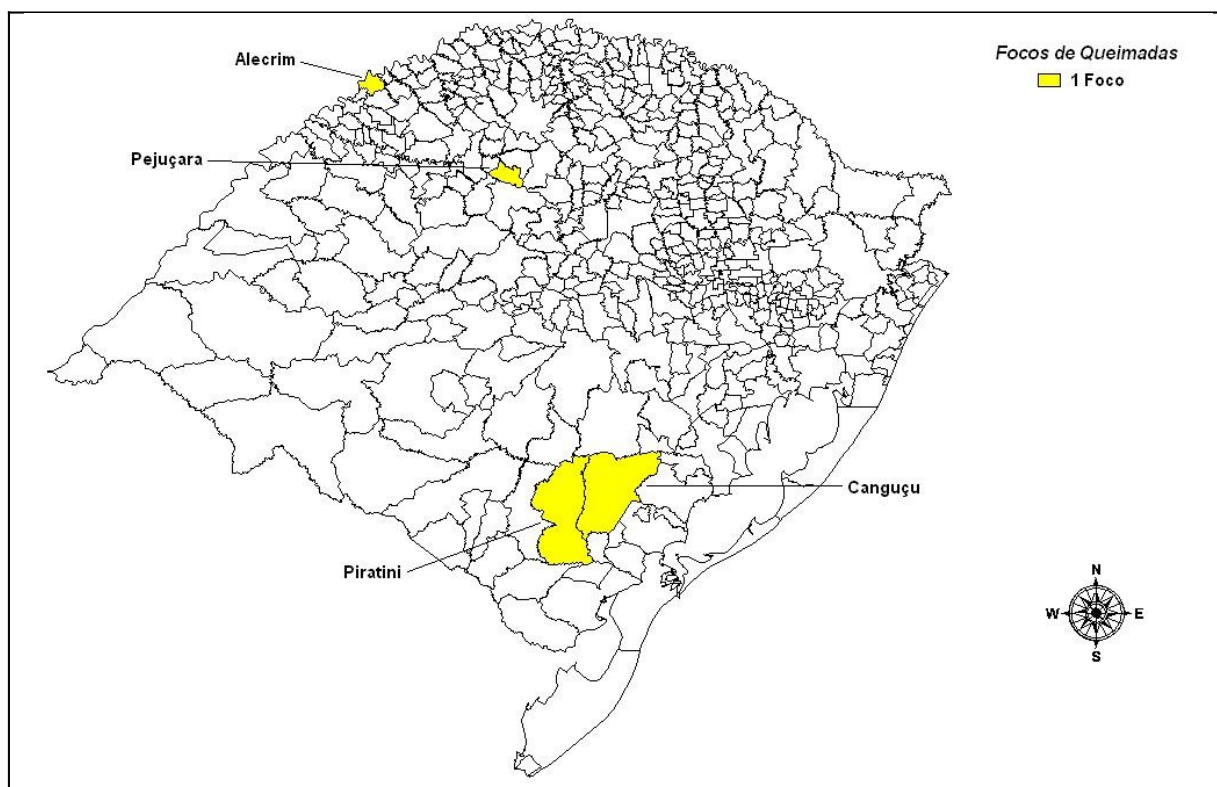 Focos de Queimadas
1 Foco
Alecrim
Pejuçara
Canguçu
Piratini
N
W
E
S